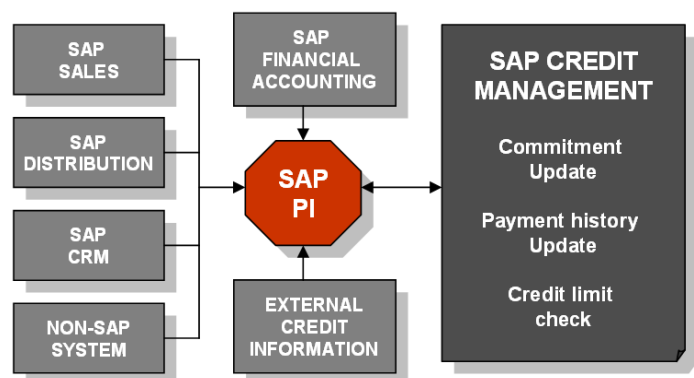 SAP
SALES
SAP
DISTRIBUTION
SAP
CRM
NON-SAP
SYSTEM
SAP
FINANCIAL
ACCOUNTING
SAP
PI
EXTERNAL
CREDIT
INFORMATION
SAP CREDIT
MANAGEMENT
Commitment
Update
Payment history
Update
Credit limit
check